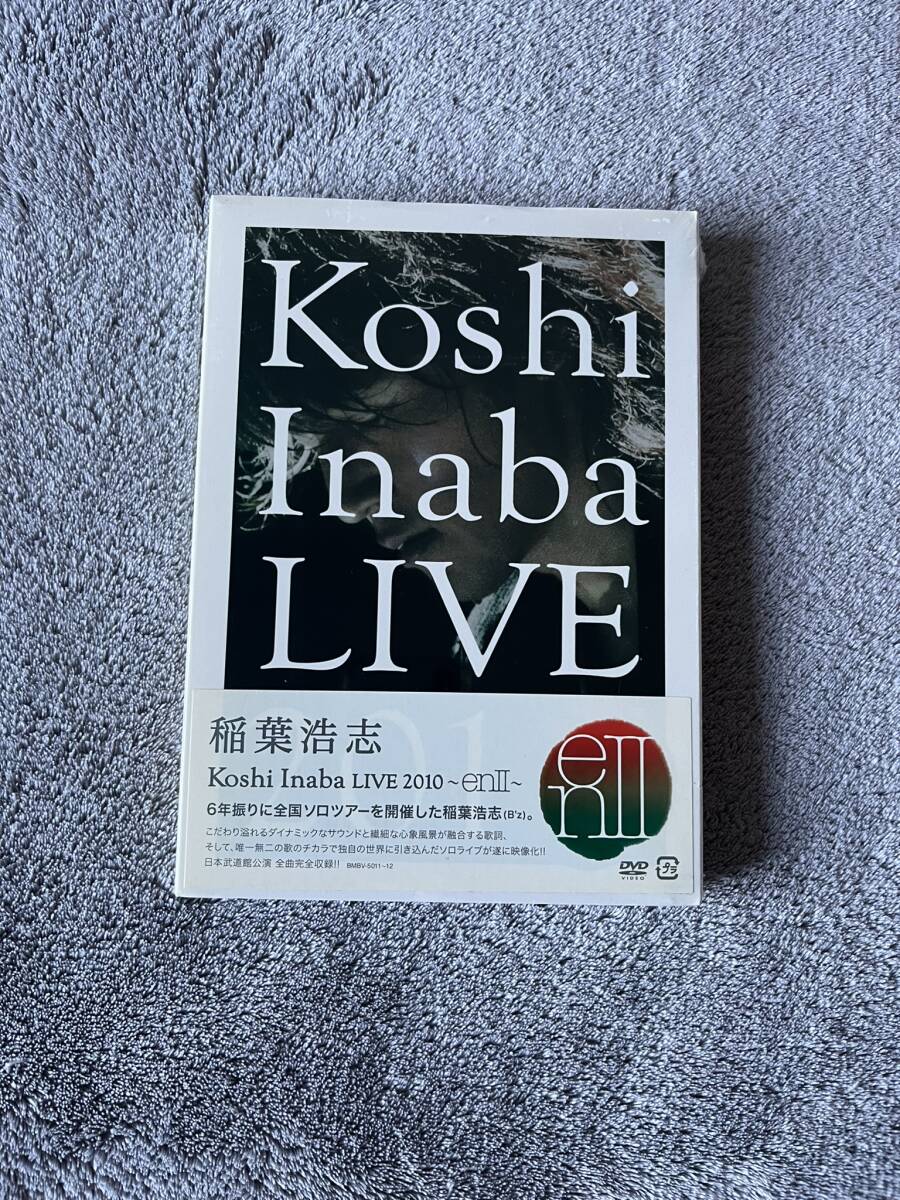 Koshi
Inaba
LIVE
201
稲葉浩志
Koshi Inaba LIVE 2010 ~enII~
6年振りに全国ソロツアーを開催した稲葉浩志(B'z)。
こだわり溢れるダイナミックなサウンドと繊細な心象風景が融合する歌詞、
そして、唯一無二の歌のチカラで独自の世界に引き込んだソロライブが遂に映像化!!
日本武道館公演 全曲完全収録!! BMBV-5011~12
enII
DVD
VIDEO
プラ